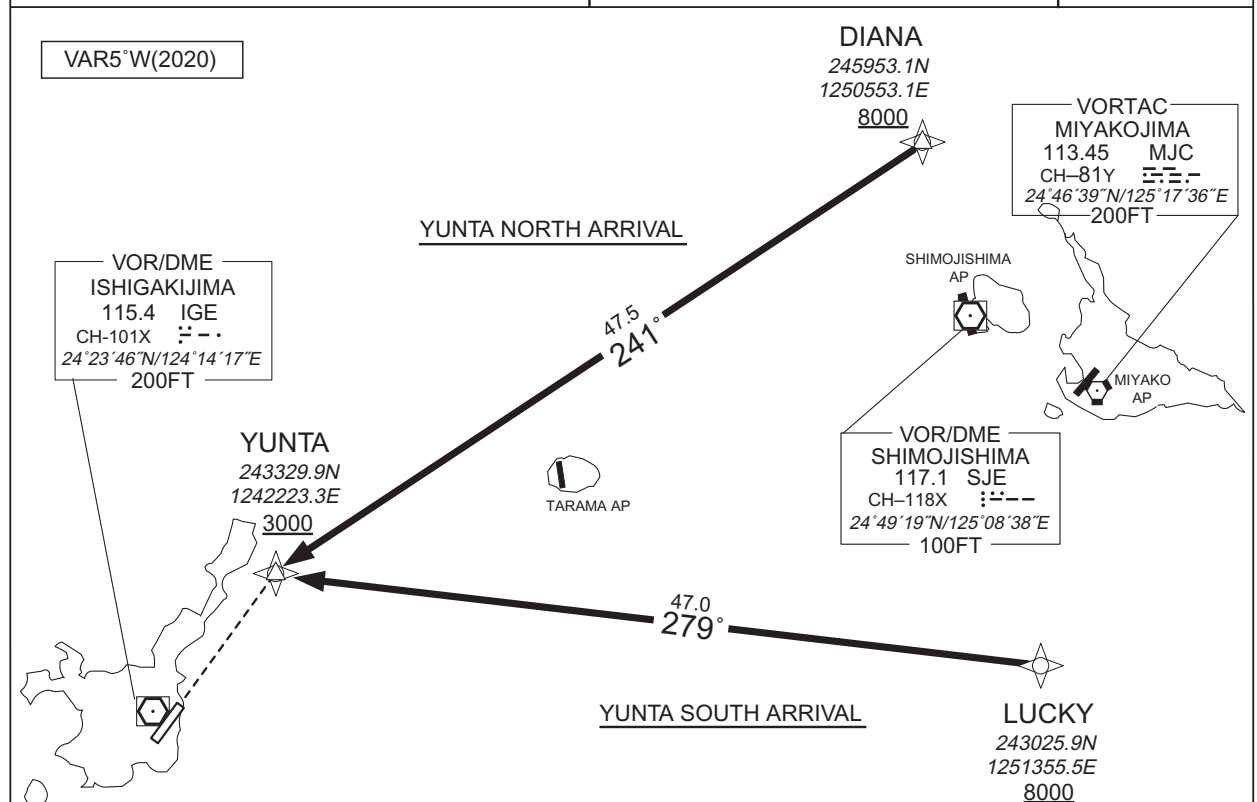 VAR5˚W(2020)
DIANA
245953.1N
1250553.1E
8000
VORTAC
MIYAKOJIMA
113.45 MJC
CH–81Y
24˚46´39˝N/125˚17´36˝E
200FT
YUNTA NORTH ARRIVAL
SHIMOJISHIMA
AP
VOR/DME
ISHIGAKIJIMA
115.4 IGE
CH-101X
24˚23´46˝N/124˚14´17˝E
200FT
47.5
241˚
MIYAKO
AP
YUNTA
243329.9N
1242223.3E
3000
TARAMA AP
VOR/DME
SHIMOJISHIMA
117.1 SJE
CH–118X
24˚49´19˝N/125˚08´38˝E
100FT
47.0
279˚
YUNTA SOUTH ARRIVAL
LUCKY
243025.9N
1251355.5E
8000